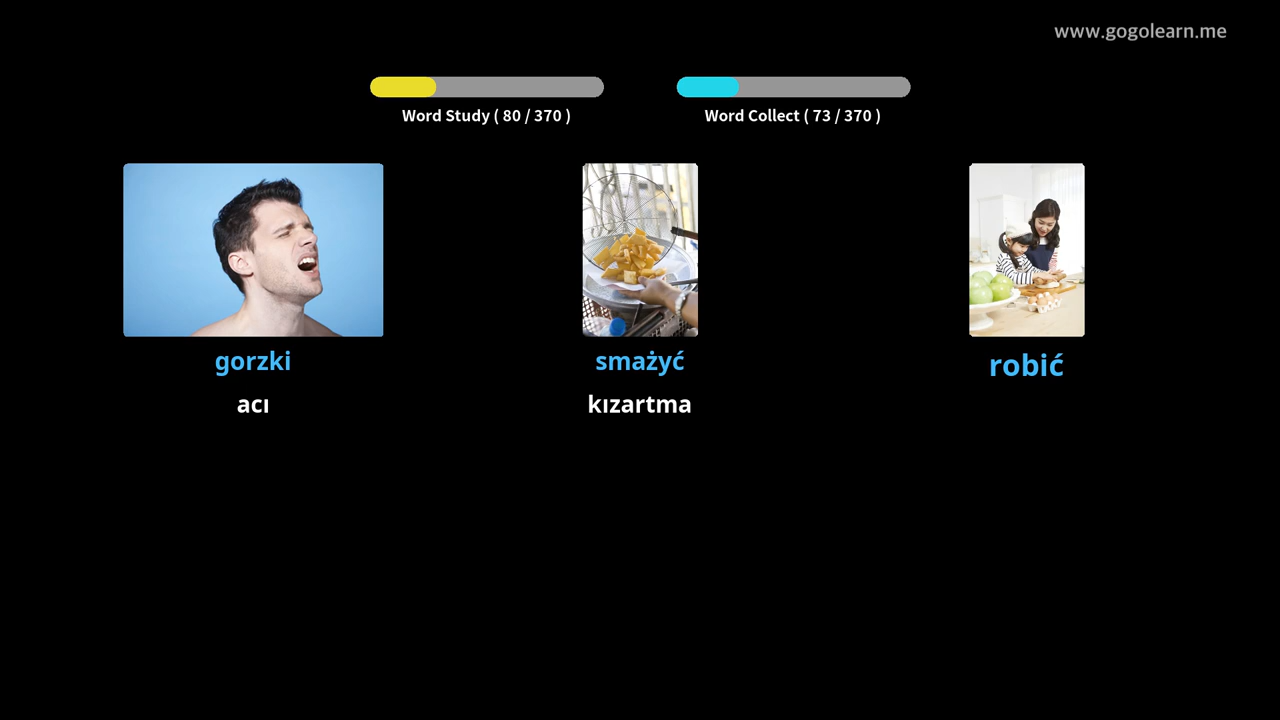 www.gogolearn.me
Word Study ( 80 / 370 )
Word Collect ( 73 / 370 )
gorzki
smażyć
robić
acı
kızartma